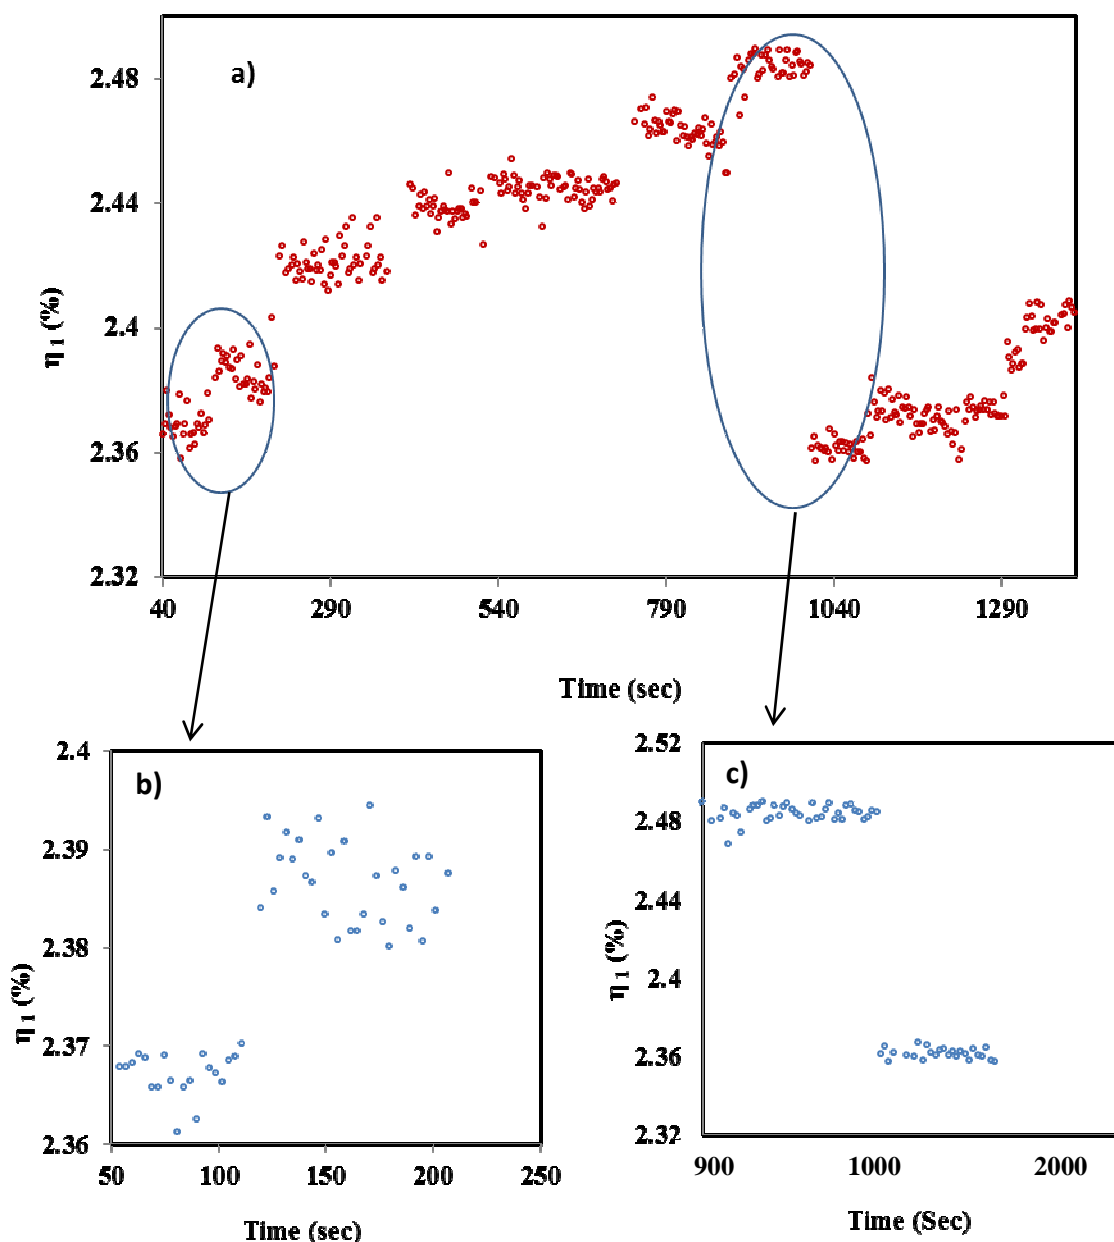 a)
η 1 (%)
2.48
2.44
2.4
2.36
2.32
40 290 540 790 1040 1290
Time (sec)
b)
η 1 (%)
2.4
2.39
2.38
2.37
2.36
50 100 150 200 250
Time (sec)
c)
η 1 (%)
2.52
2.48
2.44
2.4
2.36
2.32
900 1000 2000
Time (Sec)